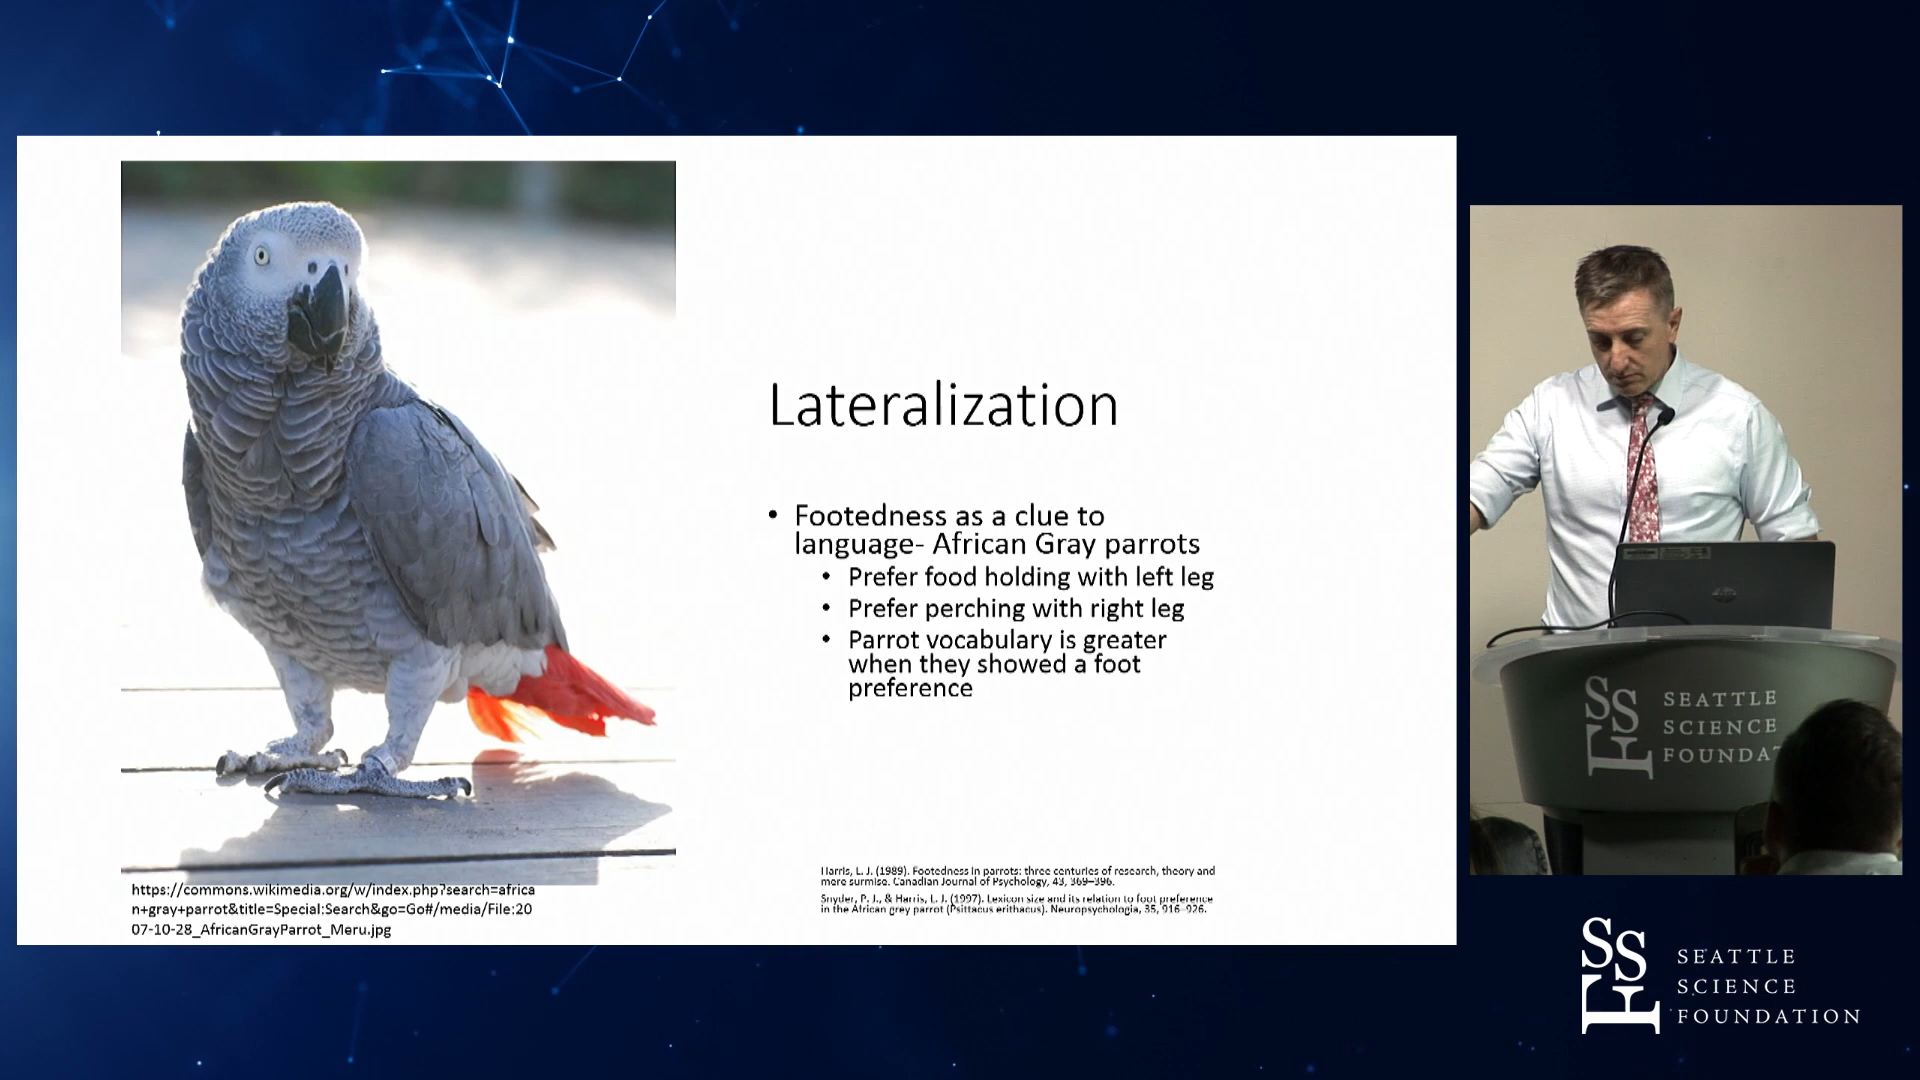 Lateralization
• Footedness as a clue to
language- African Gray parrots
• Prefer food holding with left leg
• Prefer perching with right leg
• Parrot vocabulary is greater
when they showed a foot
preference
Harris, L. J. (1989). Footedness in parrots: three centuries of research, theory and
mere surmise. Canadian Journal of Psychology, 43, 369–396.
Snyder, P. J., & Harris, L. J. (1997). Lexicon size and its relation to foot preference
in the African grey parrot (Psittacus erithacus). Neuropsychologia, 35, 916–926.
https://commons.wikimedia.org/w/index.php?search=africa
n+gray+parrot&title=Special:Search&go=Go#/media/File:20
07-10-28_AfricanGrayParrot_Meru.jpg
SSF
SEATTLE
SCIENCE
FOUNDAT
SSF
SEATTLE
SCIENCE
FOUNDATION